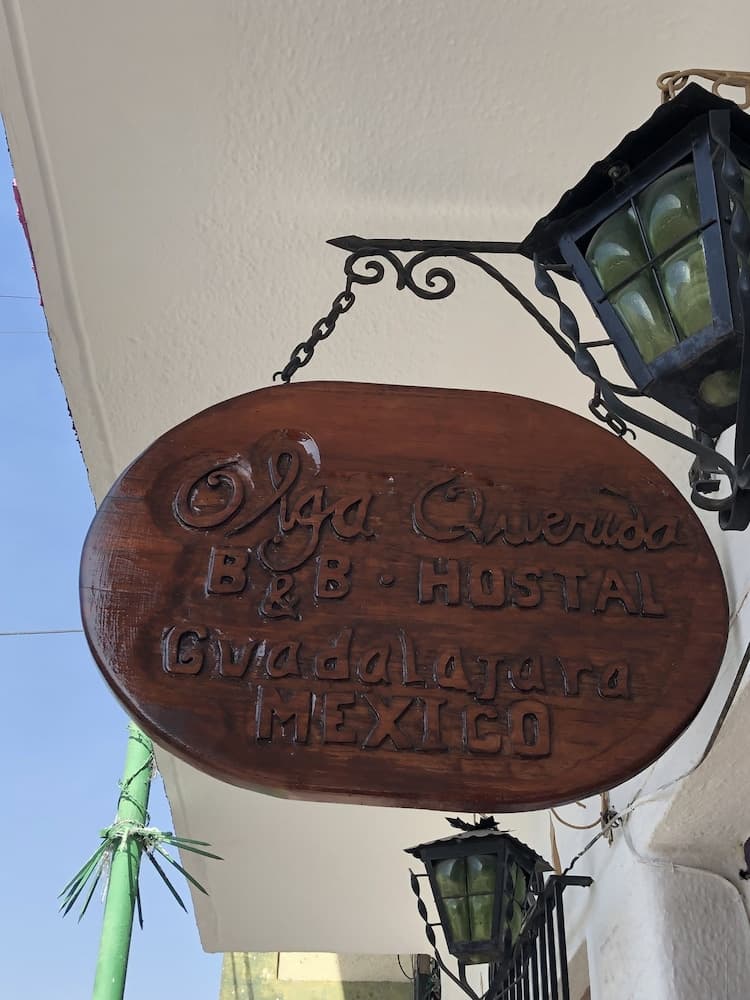 Olga Querida
B & B · HOSTAL
Guadalajara
MEXICO